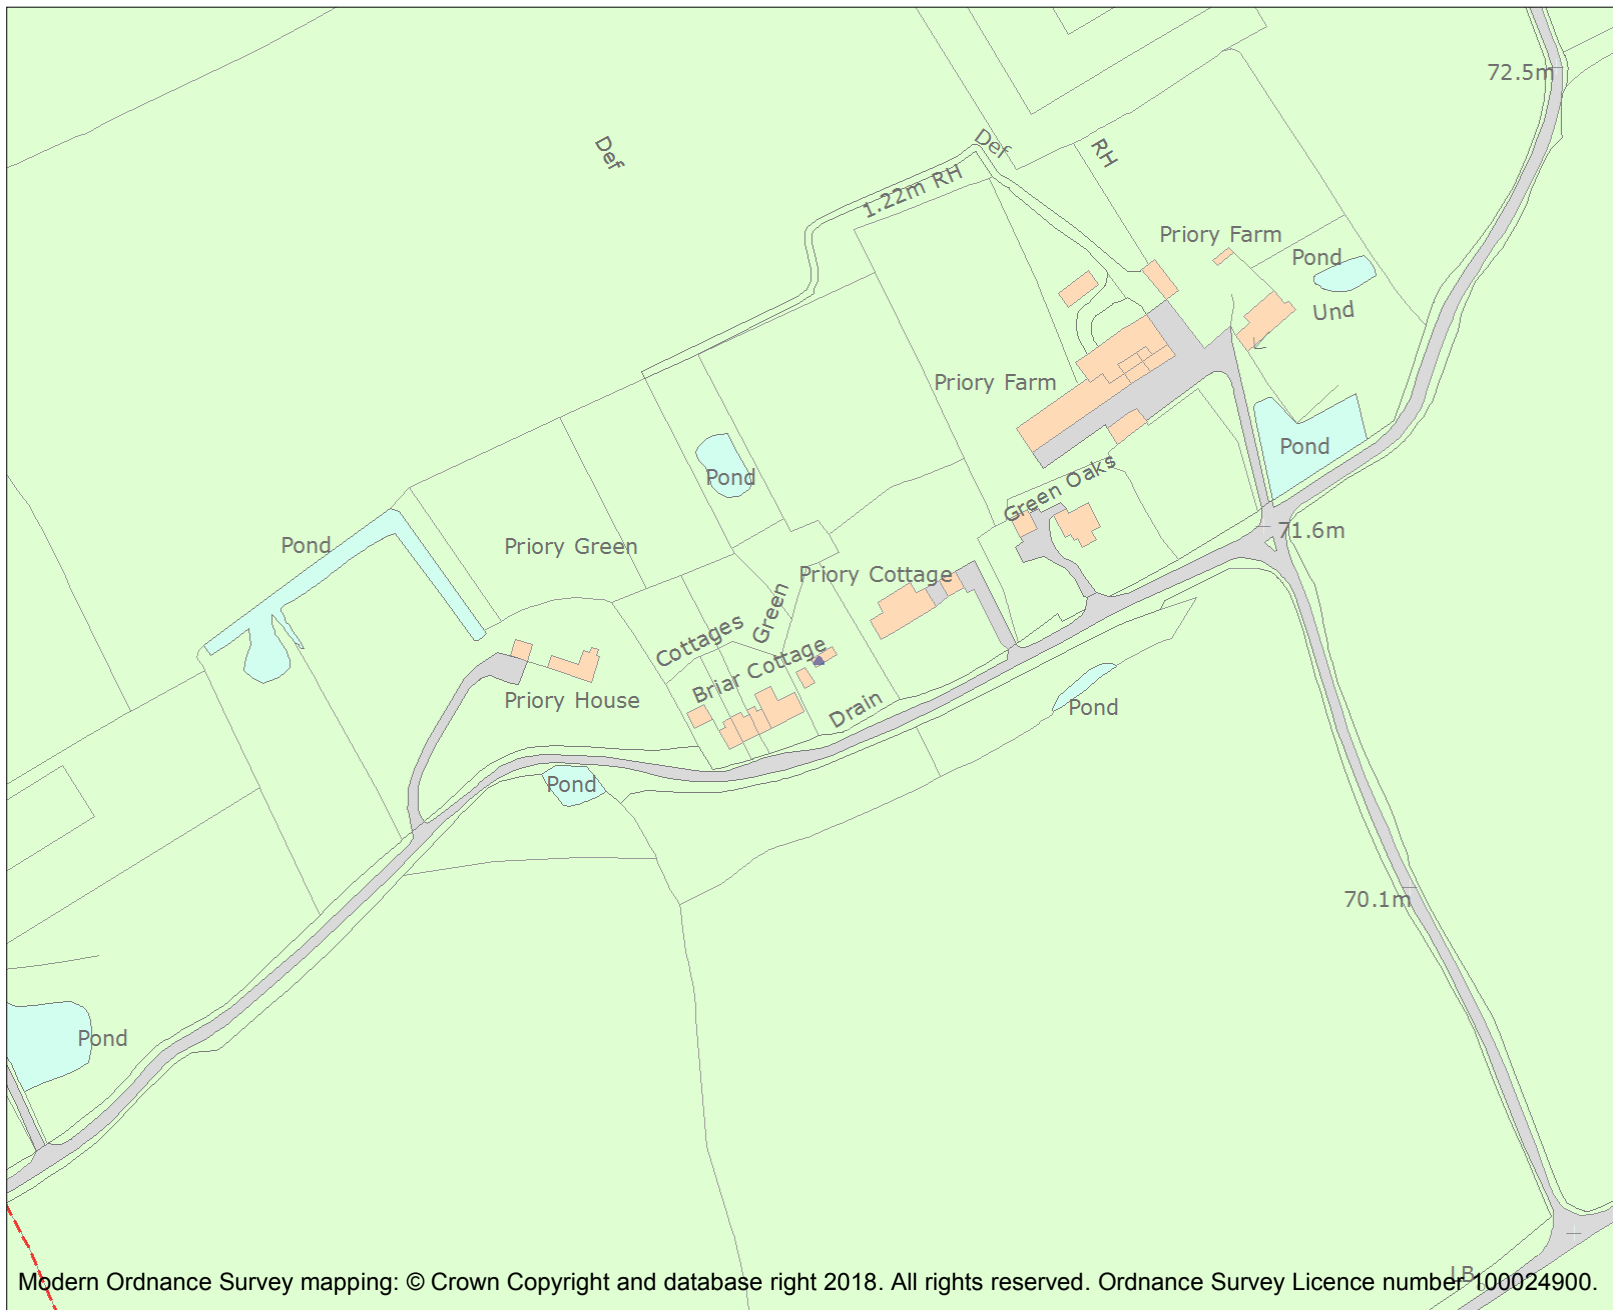 72.5m
Def
Def
RH
1.22m RH
Priory Farm
Pond
Und
Priory Farm
Pond
Pond
Green Oaks
71.6m
Pond
Priory Green
Priory Cottage
Green
Cottages
Briar Cottage
Priory House
Drain
Pond
Pond
70.1m
Pond
LB
Modern Ordnance Survey mapping: © Crown Copyright and database right 2018. All rights reserved. Ordnance Survey Licence number 100024900.